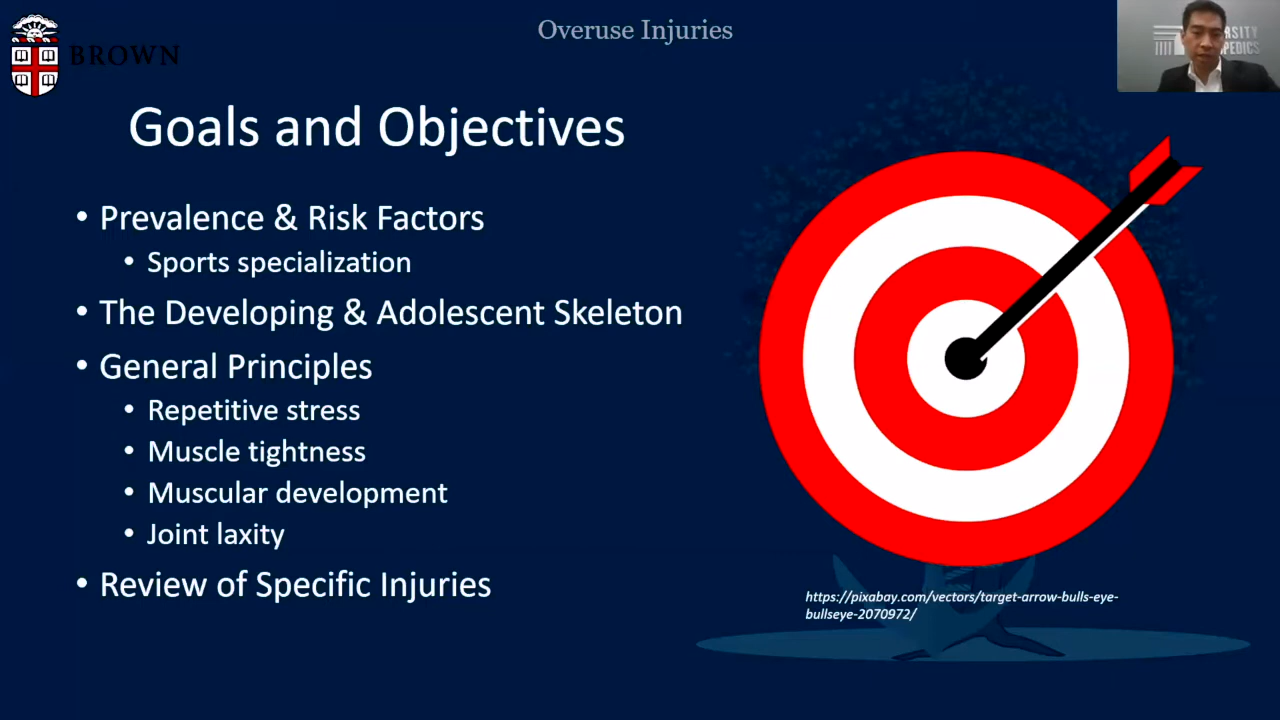 Overuse Injuries
BROWN
Goals and Objectives
• Prevalence & Risk Factors
• Sports specialization
• The Developing & Adolescent Skeleton
• General Principles
• Repetitive stress
• Muscle tightness
• Muscular development
• Joint laxity
• Review of Specific Injuries
https://pixabay.com/vectors/target-arrow-bulls-eye-
bullseye-2070972/